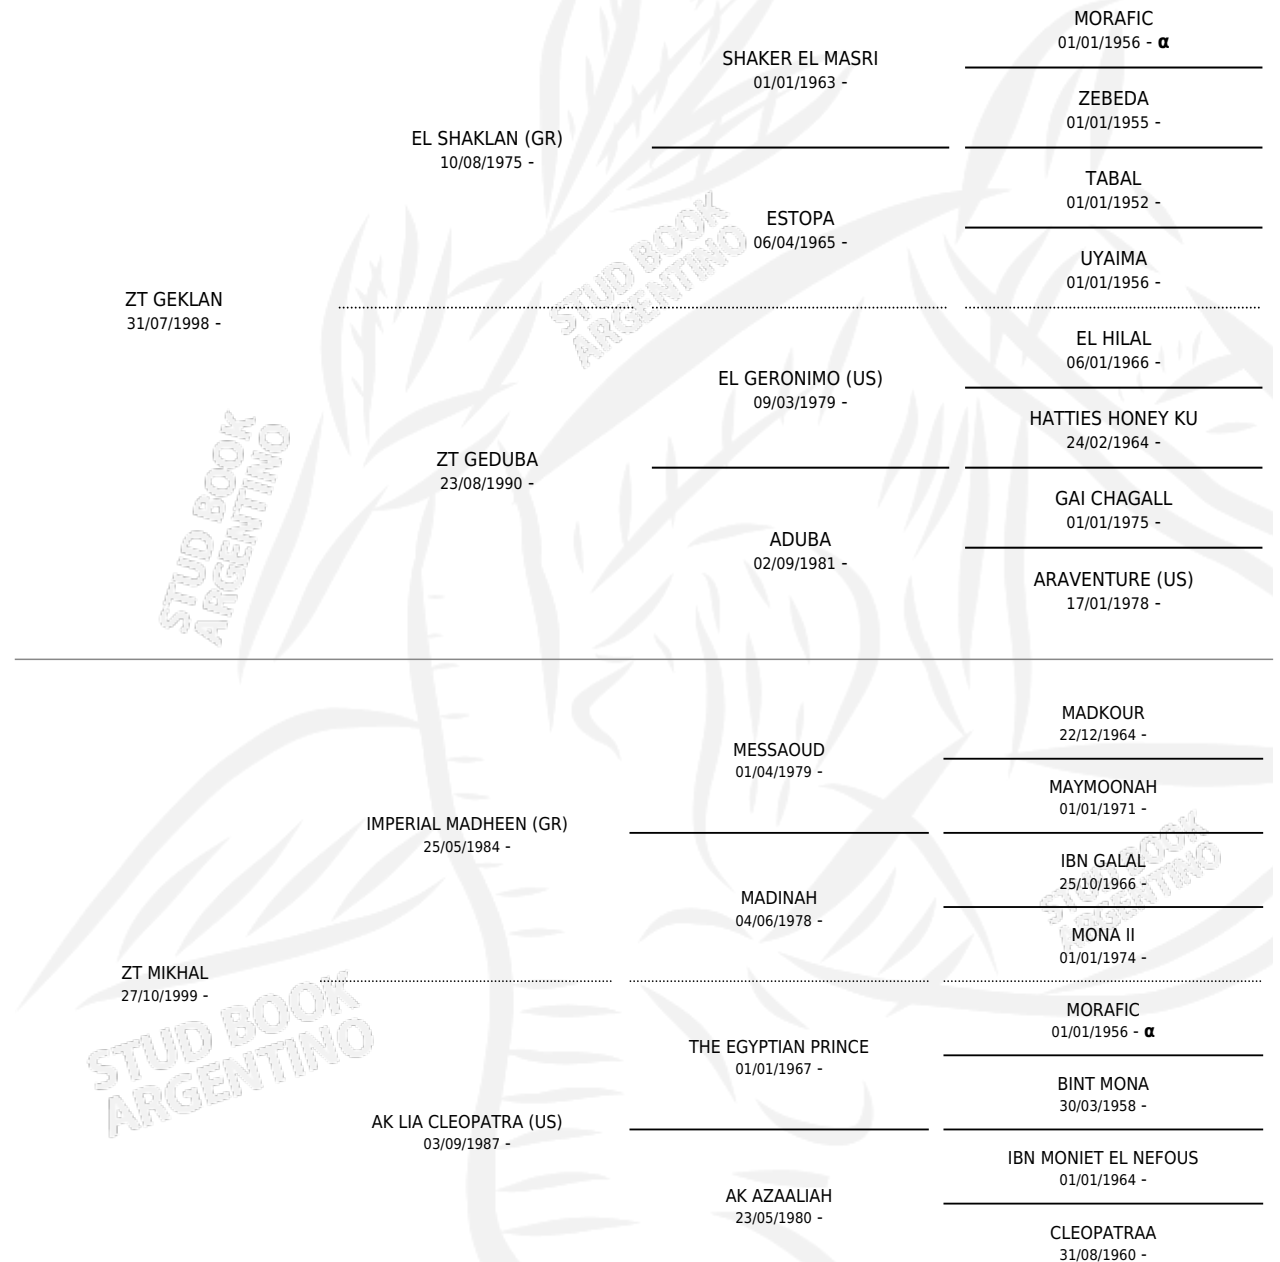 MORAFIC
01/01/1956 - α
SHAKER EL MASRI
01/01/1963 -
ZEBEDA
01/01/1955 -
EL SHAKLAN (GR)
10/08/1975 -
TABAL
01/01/1952 -
ESTOPA
06/04/1965 -
UYAIMA
01/01/1956 -
STUD BOOK
ARGENTINO
ZT GEKLAN
31/07/1998 -
EL HILAL
06/01/1966 -
EL GERONIMO (US)
09/03/1979 -
HATTIES HONEY KU
24/02/1964 -
ZT GEDUBA
23/08/1990 -
GAI CHAGALL
01/01/1975 -
ADUBA
02/09/1981 -
ARAVENTURE (US)
17/01/1978 -
STUD BOOK
ARGENTINO
MADKOUR
22/12/1964 -
MESSAOUD
01/04/1979 -
MAYMOONAH
01/01/1971 -
IMPERIAL MADHEEN (GR)
25/05/1984 -
IBN GALAL
25/10/1966 -
MADINAH
04/06/1978 -
MONA II
01/01/1974 -
STUD BOOK
ARGENTINO
ZT MIKHAL
27/10/1999 -
MORAFIC
01/01/1956 - α
THE EGYPTIAN PRINCE
01/01/1967 -
BINT MONA
30/03/1958 -
AK LIA CLEOPATRA (US)
03/09/1987 -
IBN MONIET EL NEFOUS
01/01/1964 -
AK AZAALIAH
23/05/1980 -
CLEOPATRAA
31/08/1960 -
STUD BOOK
ARGENTINO